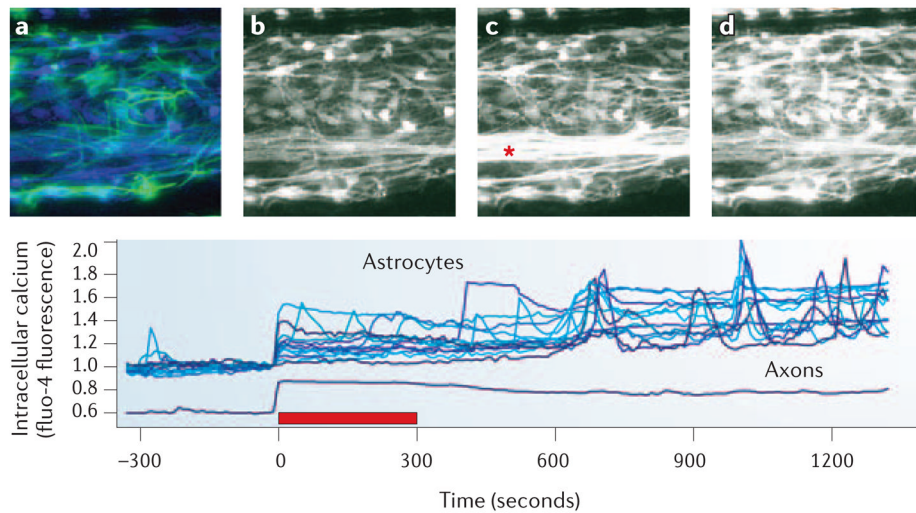 a b c d
*
Intracellular calcium
(fluo-4 fluorescence)
2.0
1.8
1.6
1.4
1.2
1.0
0.8
0.6
Astrocytes
Axons
−300 0 300 600 900 1200
Time (seconds)